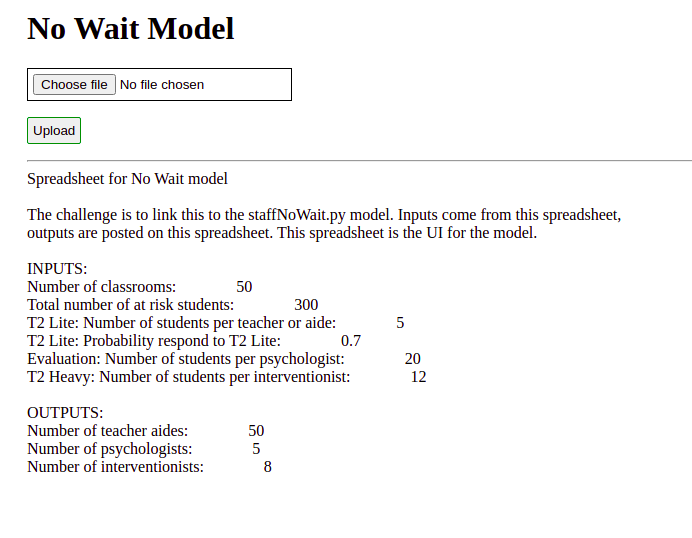 No Wait Model
Choose file No file chosen
Upload
Spreadsheet for No Wait model
The challenge is to link this to the staffNoWait.py model. Inputs come from this spreadsheet,
outputs are posted on this spreadsheet. This spreadsheet is the UI for the model.
INPUTS:
Number of classrooms: 50
Total number of at risk students: 300
T2 Lite: Number of students per teacher or aide: 5
T2 Lite: Probability respond to T2 Lite: 0.7
Evaluation: Number of students per psychologist: 20
T2 Heavy: Number of students per interventionist: 12
OUTPUTS:
Number of teacher aides: 50
Number of psychologists: 5
Number of interventionists: 8